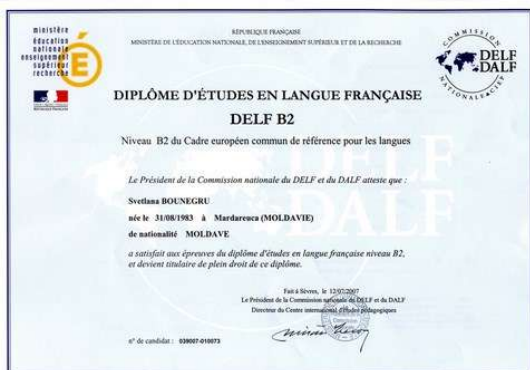 ministère
éducation
nationale
enseignement
supérieur
recherche
RÉPUBLIQUE FRANÇAISE
MINISTÈRE DE L'ÉDUCATION NATIONALE, DE L'ENSEIGNEMENT SUPÉRIEUR ET DE LA RECHERCHE
COMMISSION
DELF
DALF
NATIONALE
CIEP
DIPLÔME D'ÉTUDES EN LANGUE FRANÇAISE
DELF B2
Niveau B2 du Cadre européen commun de référence pour les langues
DELF
DALF
Le Président de la Commission nationale du DELF et du DALF atteste que :
Svetlana BOUNEGRU
née le 31/08/1983 à Mardareuca (MOLDAVIE)
de nationalité MOLDAVE
a satisfait aux épreuves du diplôme d'études en langue française niveau B2,
et devient titulaire de plein droit de ce diplôme.
Fait à Sèvres, le 12/07/2007
Le Président de la Commission nationale du DELF et du DALF
Directeur du Centre international d'études pédagogiques
n° de candidat : 039007-010073